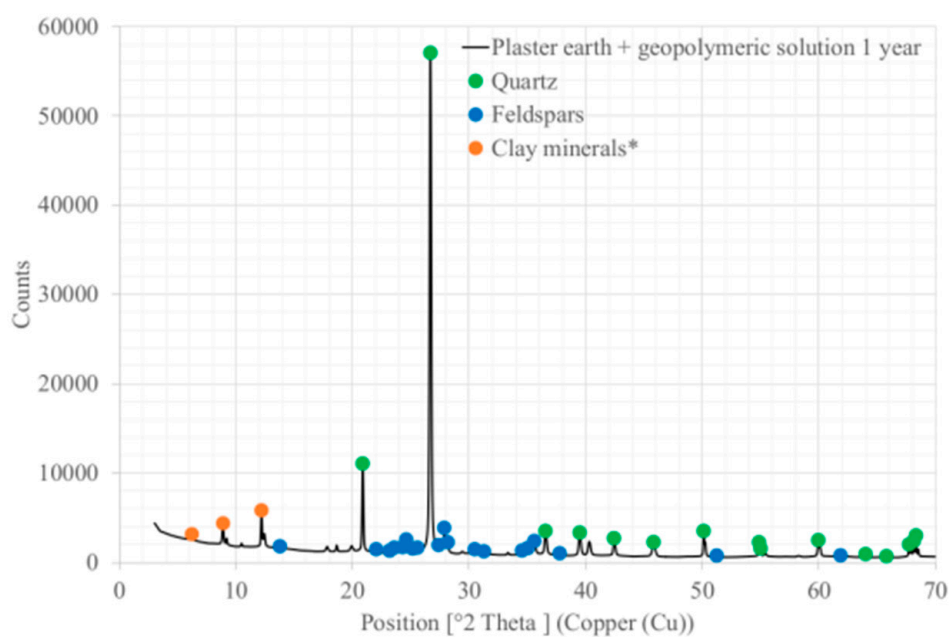 60000
50000
40000
30000
20000
10000
0
Counts
Plaster earth + geopolymeric solution 1 year
Quartz
Feldspars
Clay minerals*
0 10 20 30 40 50 60 70
Position [°2 Theta ] (Copper (Cu))